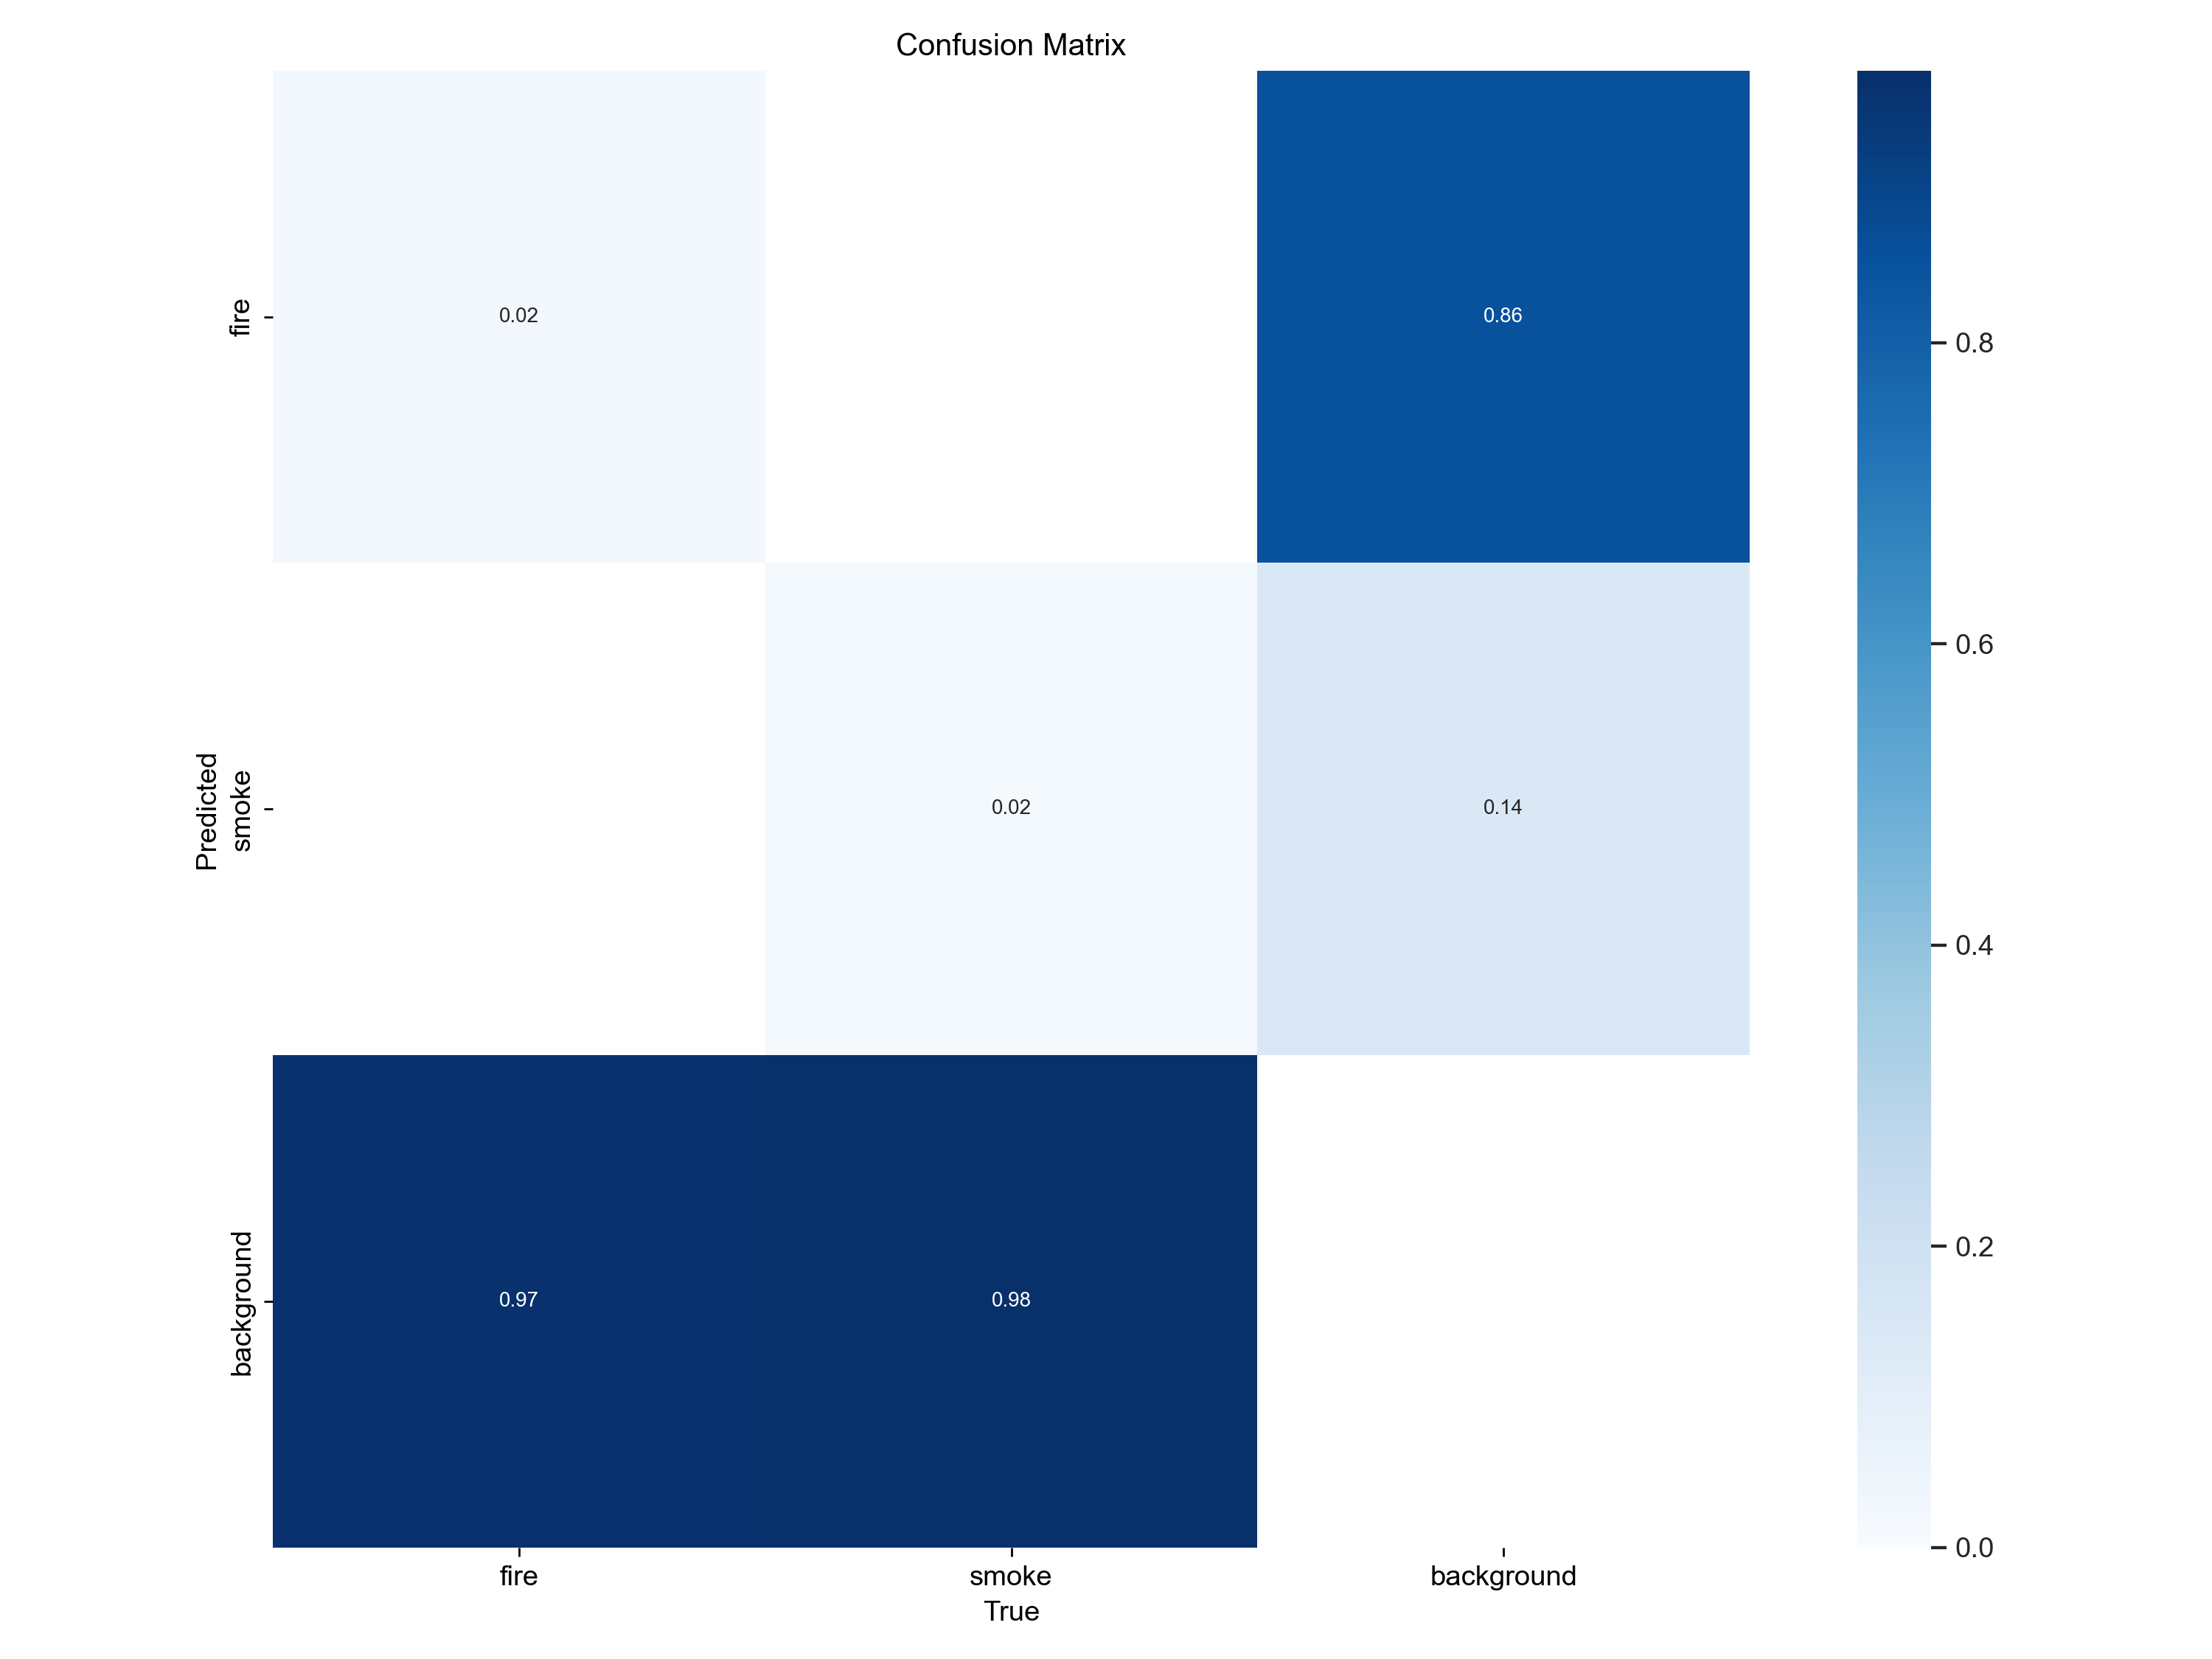 Confusion Matrix
fire
0.02
0.86
0.8
0.6
Predicted
smoke
0.02
0.14
0.4
0.2
background
0.97
0.98
0.0
fire
smoke
background
True